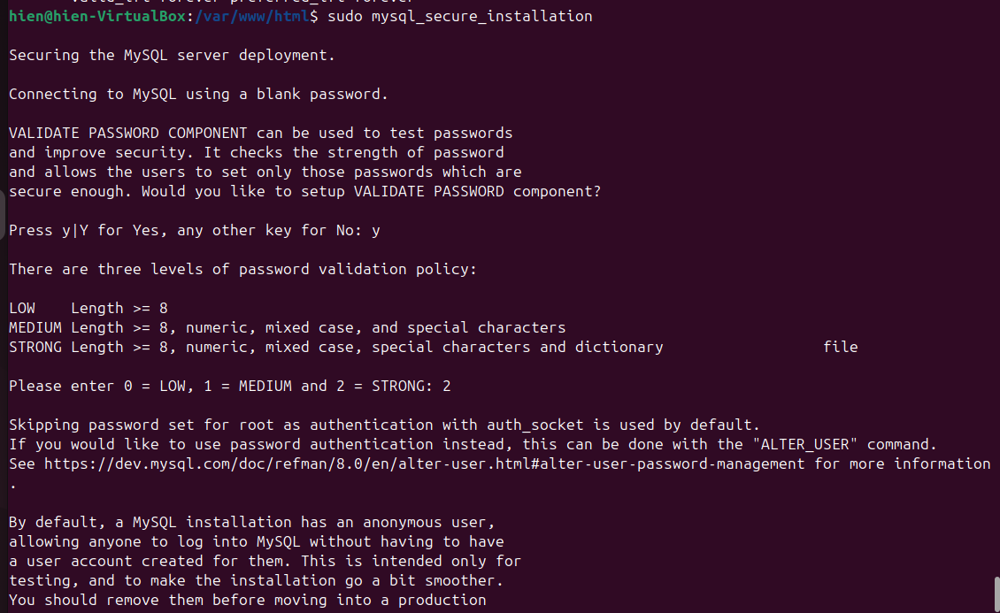 hien@hien-VirtualBox:/var/www/html$ sudo mysql_secure_installation
Securing the MySQL server deployment.
Connecting to MySQL using a blank password.
VALIDATE PASSWORD COMPONENT can be used to test passwords
and improve security. It checks the strength of password
and allows the users to set only those passwords which are
secure enough. Would you like to setup VALIDATE PASSWORD component?
Press y|Y for Yes, any other key for No: y
There are three levels of password validation policy:
LOW    Length >= 8
MEDIUM Length >= 8, numeric, mixed case, and special characters
STRONG Length >= 8, numeric, mixed case, special characters and dictionary                  file
Please enter 0 = LOW, 1 = MEDIUM and 2 = STRONG: 2
Skipping password set for root as authentication with auth_socket is used by default.
If you would like to use password authentication instead, this can be done with the "ALTER_USER" command.
See https://dev.mysql.com/doc/refman/8.0/en/alter-user.html#alter-user-password-management for more information
.
By default, a MySQL installation has an anonymous user,
allowing anyone to log into MySQL without having to have
a user account created for them. This is intended only for
testing, and to make the installation go a bit smoother.
You should remove them before moving into a production